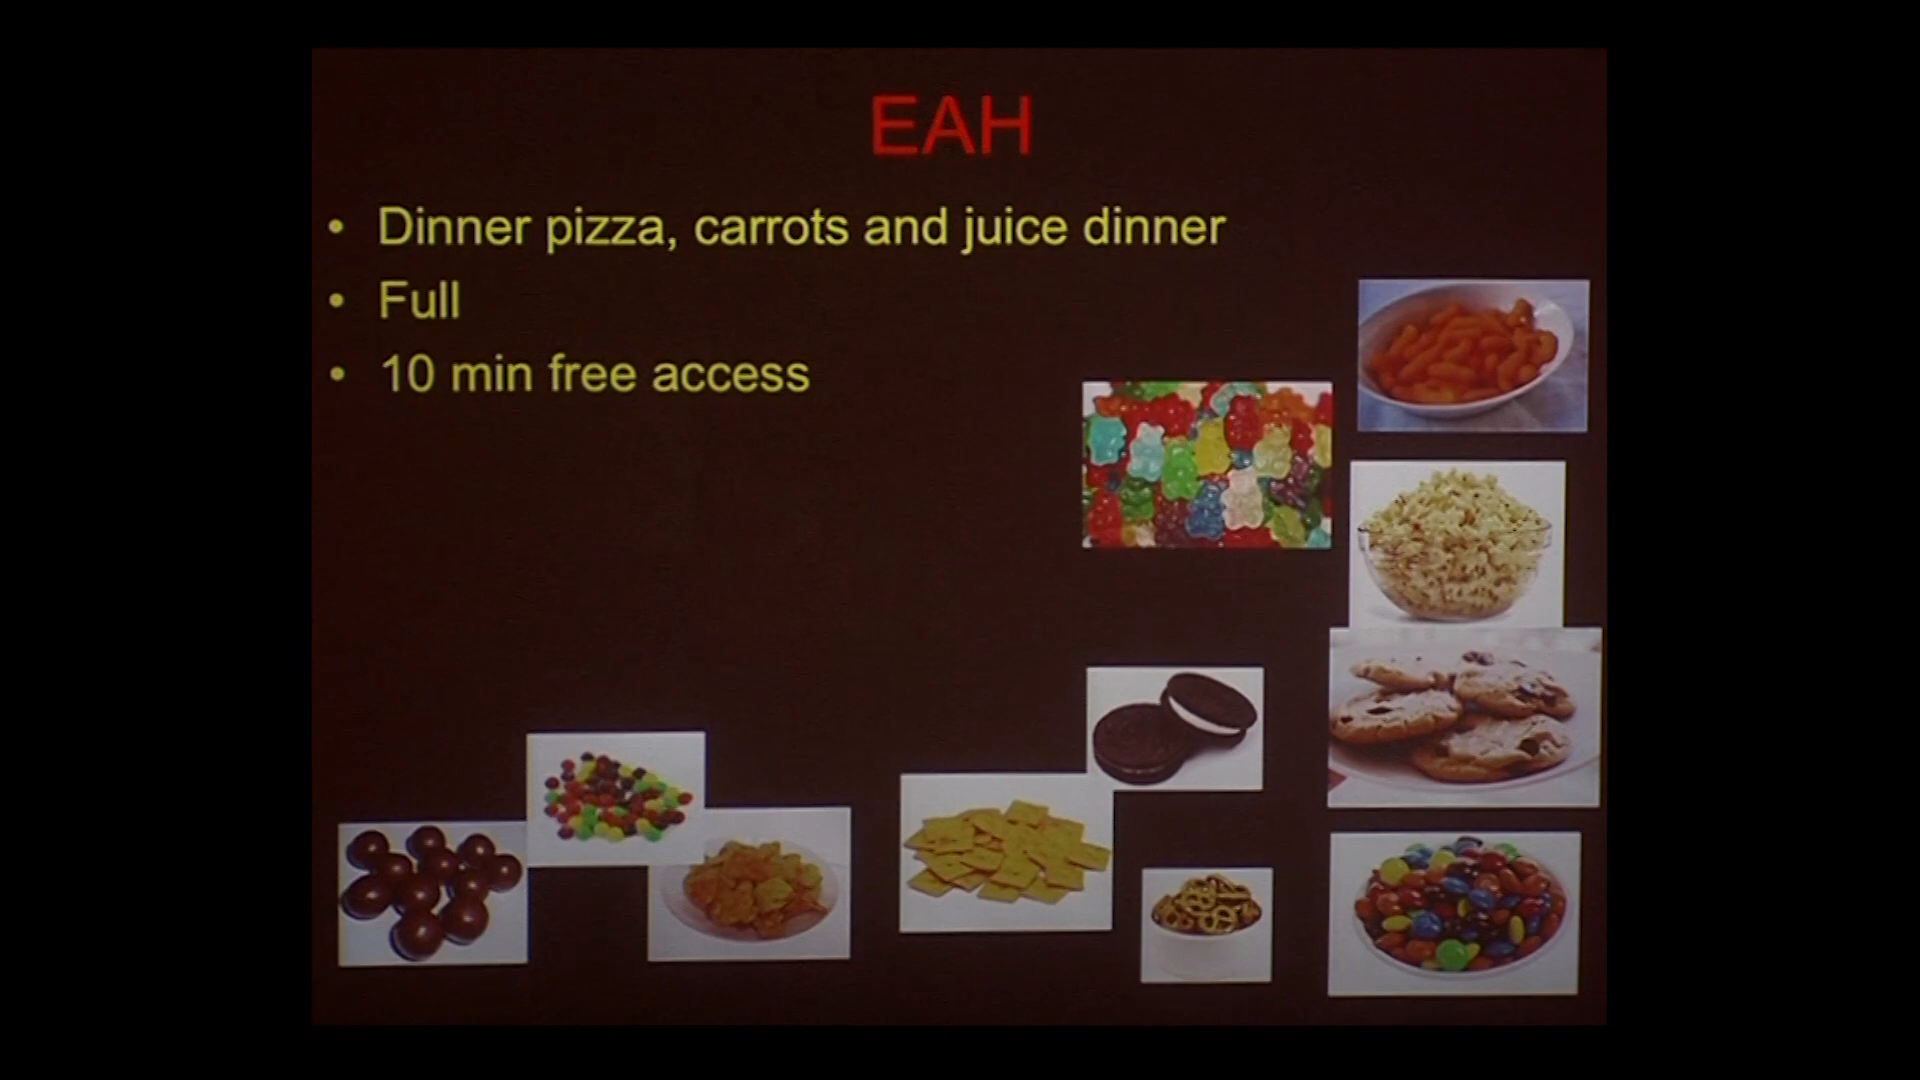 EAH
• Dinner pizza, carrots and juice dinner
• Full
• 10 min free access